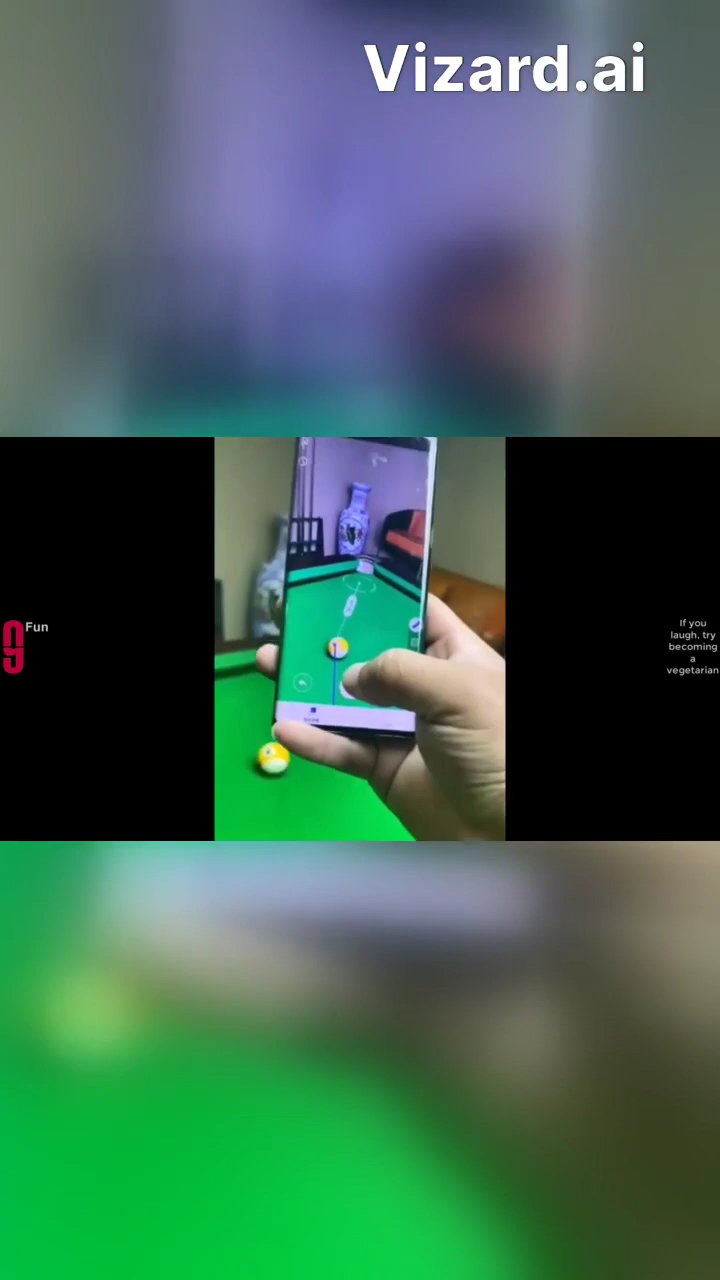 Vizard.ai
Fun
If you
laugh, try
becoming
a
vegetarian